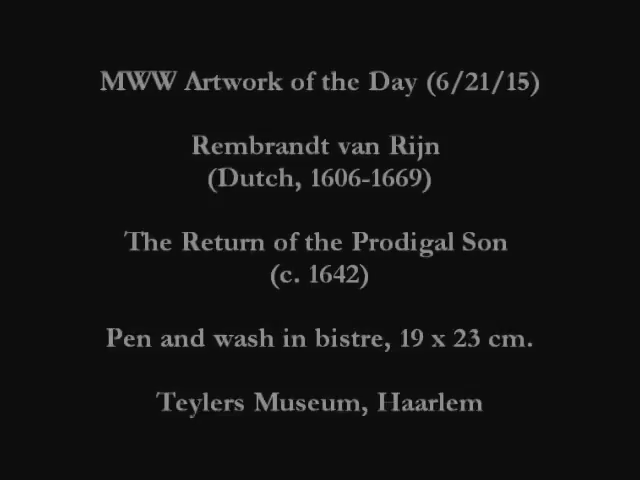 MWW Artwork of the Day (6/21/15)
Rembrandt van Rijn
(Dutch, 1606-1669)
The Return of the Prodigal Son
(c. 1642)
Pen and wash in bistre, 19 x 23 cm.
Teylers Museum, Haarlem